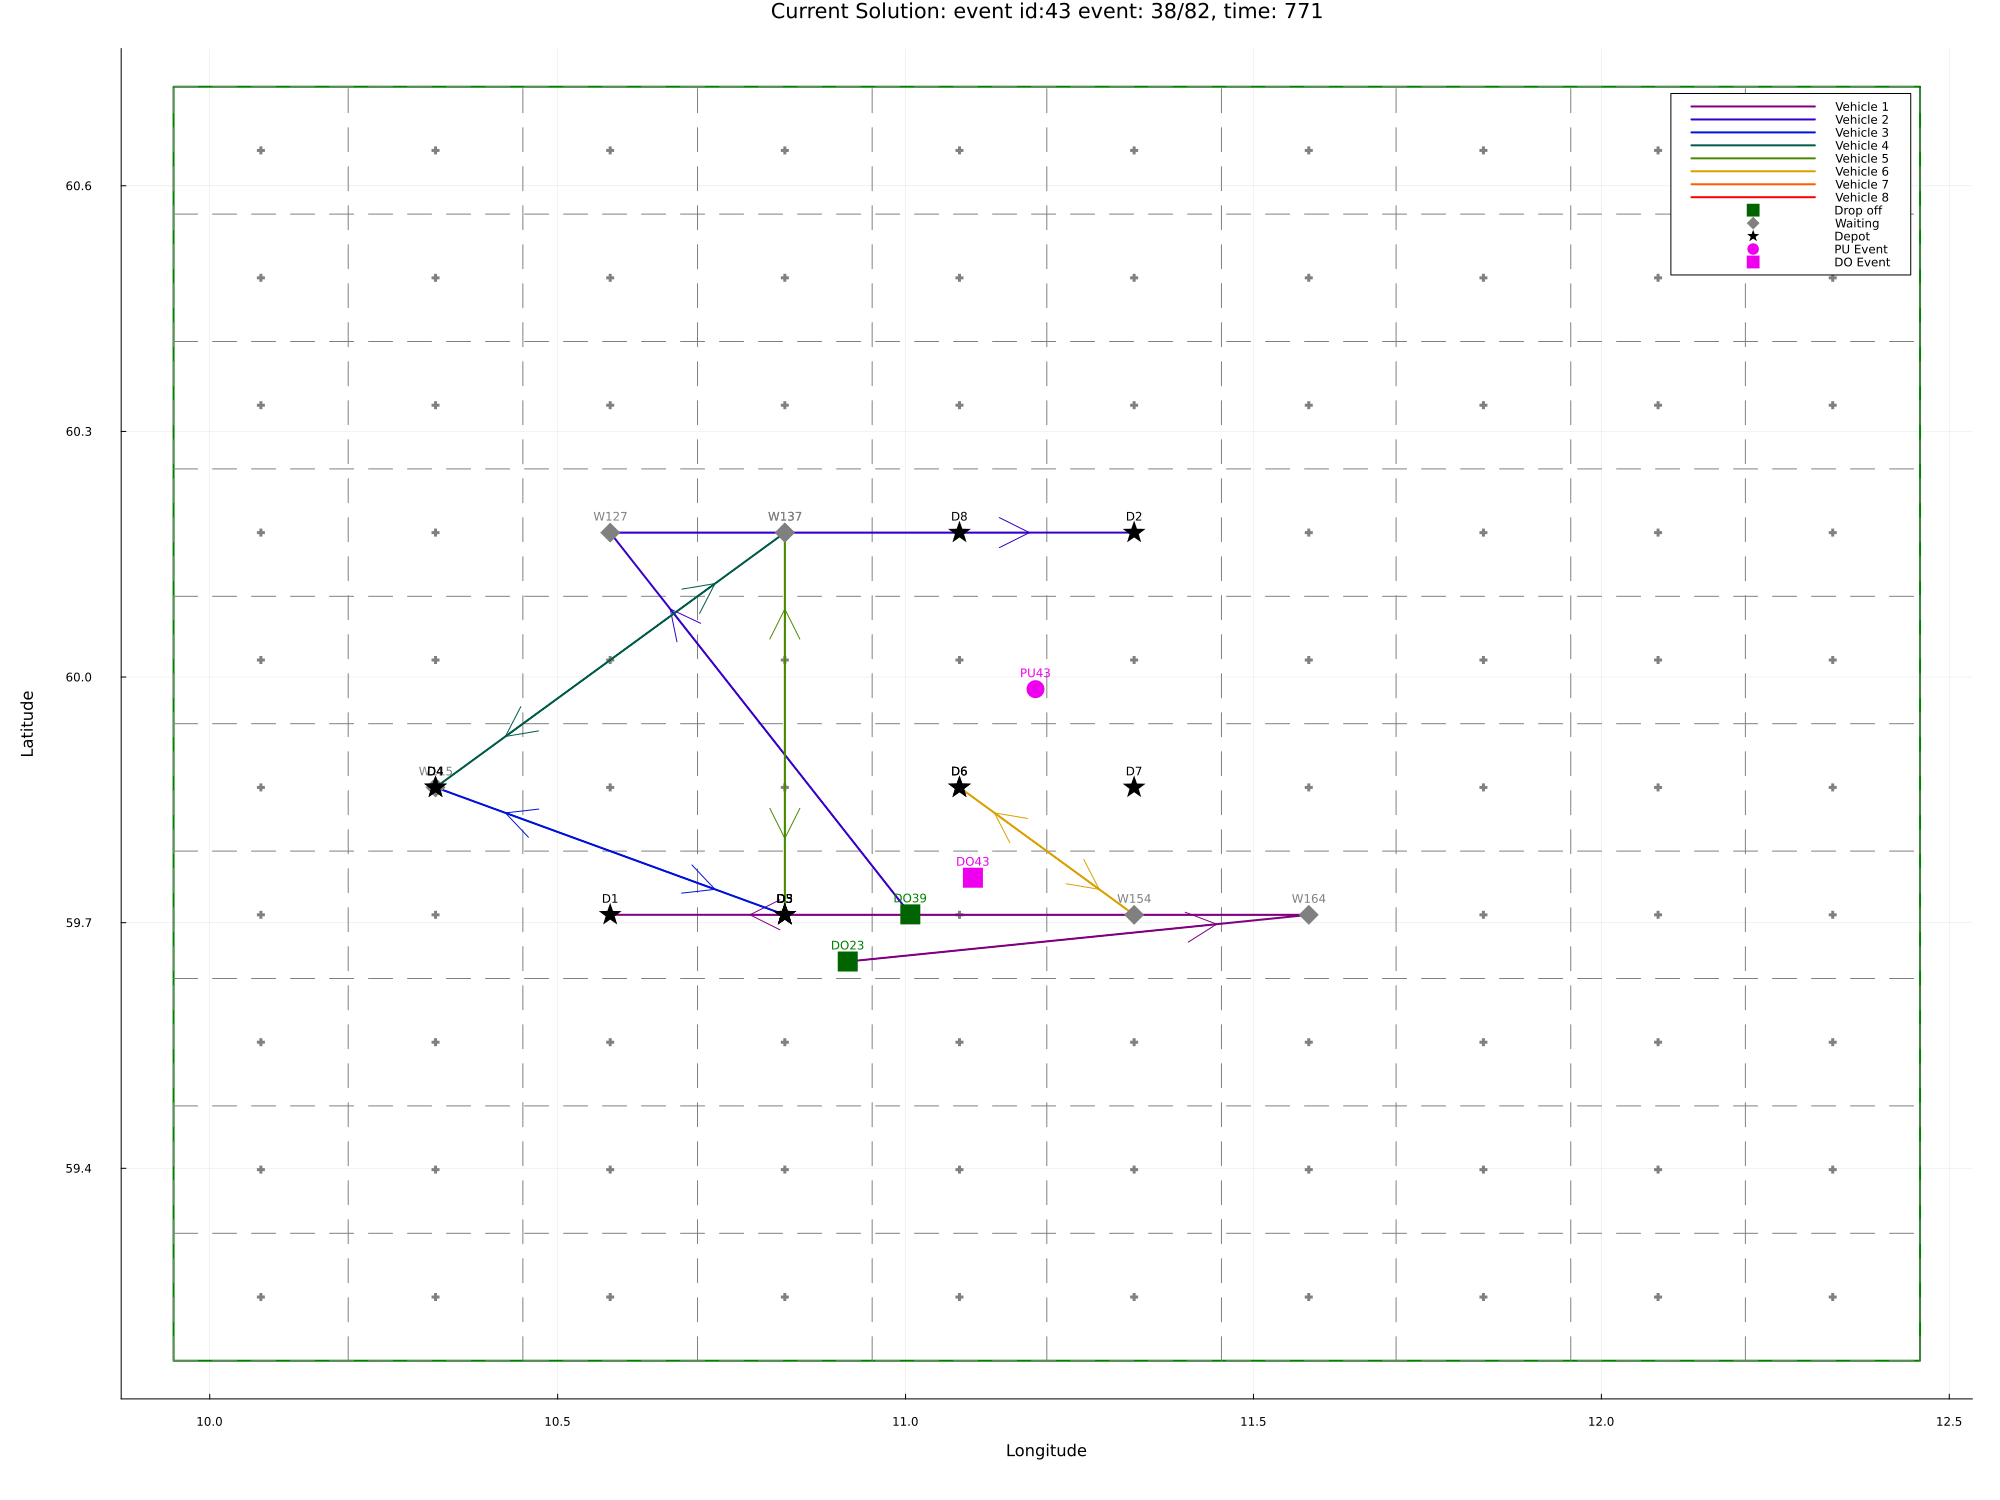 Current Solution: event id:43 event: 38/82, time: 771
Vehicle 1
Vehicle 2
Vehicle 3
Vehicle 4
Vehicle 5
Vehicle 6
Vehicle 7
Vehicle 8
Drop off
Waiting
Depot
PU Event
DO Event
60.6
60.3
60.0
59.7
59.4
Latitude
W127
W137
D8
D2
PU43
D4
D6
D7
DO43
D1
DO39
W154
W164
DO23
10.0
10.5
11.0
11.5
12.0
12.5
Longitude